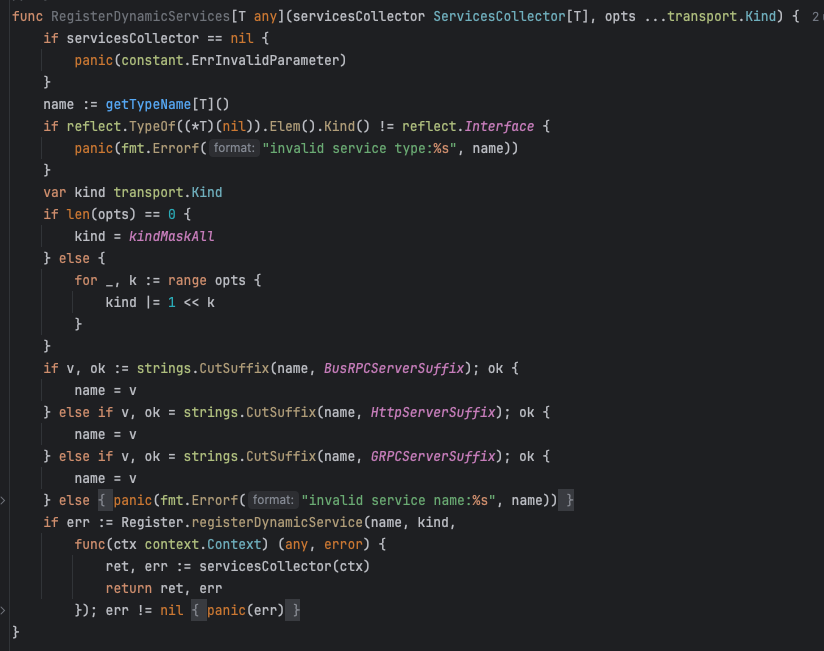 func RegisterDynamicServices[T any](servicesCollector ServicesCollector[T], opts ...transport.Kind) { 2
    if servicesCollector == nil {
        panic(constant.ErrInvalidParameter)
    }
    name := getTypeName[T]()
    if reflect.TypeOf((*T)(nil)).Elem().Kind() != reflect.Interface {
        panic(fmt.Errorf( format: "invalid service type:%s", name))
    }
    var kind transport.Kind
    if len(opts) == 0 {
        kind = kindMaskAll
    } else {
        for _, k := range opts {
            kind |= 1 << k
        }
    }
    if v, ok := strings.CutSuffix(name, BusRPCServerSuffix); ok {
        name = v
    } else if v, ok = strings.CutSuffix(name, HttpServerSuffix); ok {
        name = v
    } else if v, ok = strings.CutSuffix(name, GRPCServerSuffix); ok {
        name = v
    } else { panic(fmt.Errorf( format: "invalid service name:%s", name)) }
    if err := Register.registerDynamicService(name, kind,
        func(ctx context.Context) (any, error) {
            ret, err := servicesCollector(ctx)
            return ret, err
        }); err != nil { panic(err) }
}